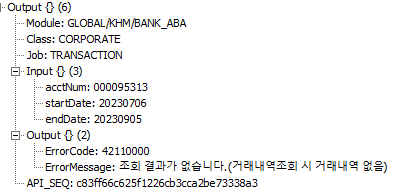 Output {} (6)
Module: GLOBAL/KHM/BANK_ABA
Class: CORPORATE
Job: TRANSACTION
Input {} (3)
acctNum: 000095313
startDate: 20230706
endDate: 20230905
Output {} (2)
ErrorCode: 42110000
ErrorMessage: 조회 결과가 없습니다.(거래내역조회 시 거래내역 없음)
API_SEQ: c83ff66c625f1226cb3cca2be73338a3